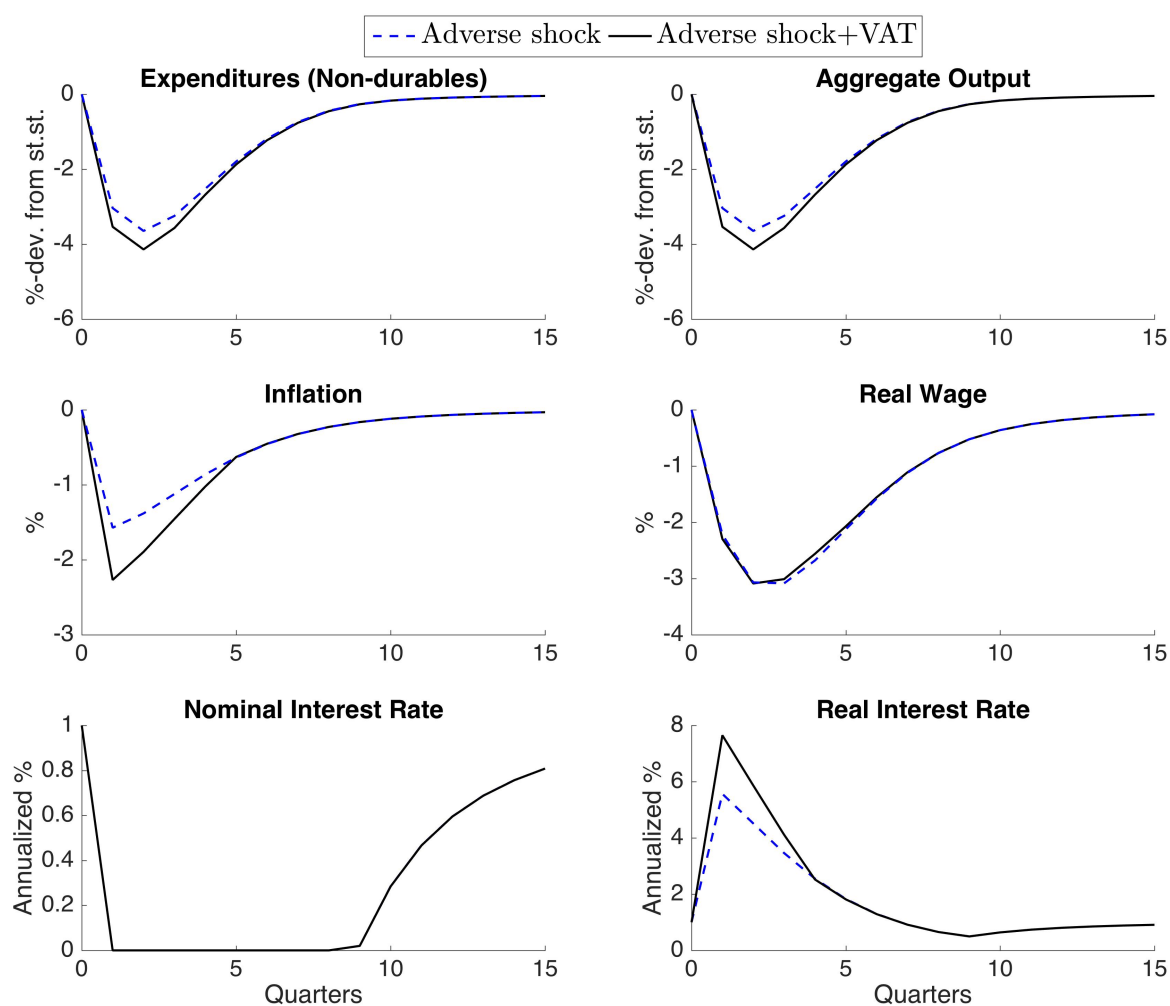 Adverse shock Adverse shock+VAT
Expenditures (Non-durables)
%-dev. from st.st.
0
-2
-4
-6
0 5 10 15
Aggregate Output
%-dev. from st.st.
0
-2
-4
-6
0 5 10 15
Inflation
%
0
-1
-2
-3
0 5 10 15
Real Wage
%
0
-1
-2
-3
-4
0 5 10 15
Nominal Interest Rate
Annualized %
1
0.8
0.6
0.4
0.2
0
0 5 10 15
Quarters
Real Interest Rate
Annualized %
8
6
4
2
0
0 5 10 15
Quarters